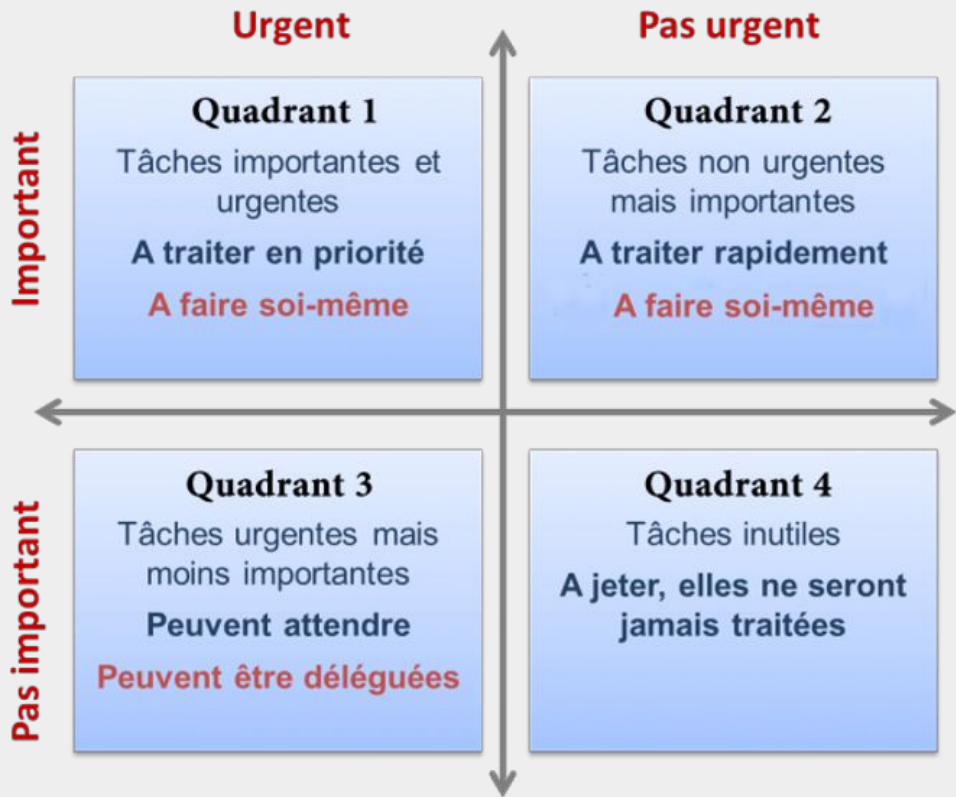 Urgent
Pas urgent
Important
Quadrant 1
Tâches importantes et
urgentes
A traiter en priorité
A faire soi-même
Quadrant 2
Tâches non urgentes
mais importantes
A traiter rapidement
A faire soi-même
Pas important
Quadrant 3
Tâches urgentes mais
moins importantes
Peuvent attendre
Peuvent être déléguées
Quadrant 4
Tâches inutiles
A jeter, elles ne seront
jamais traitées